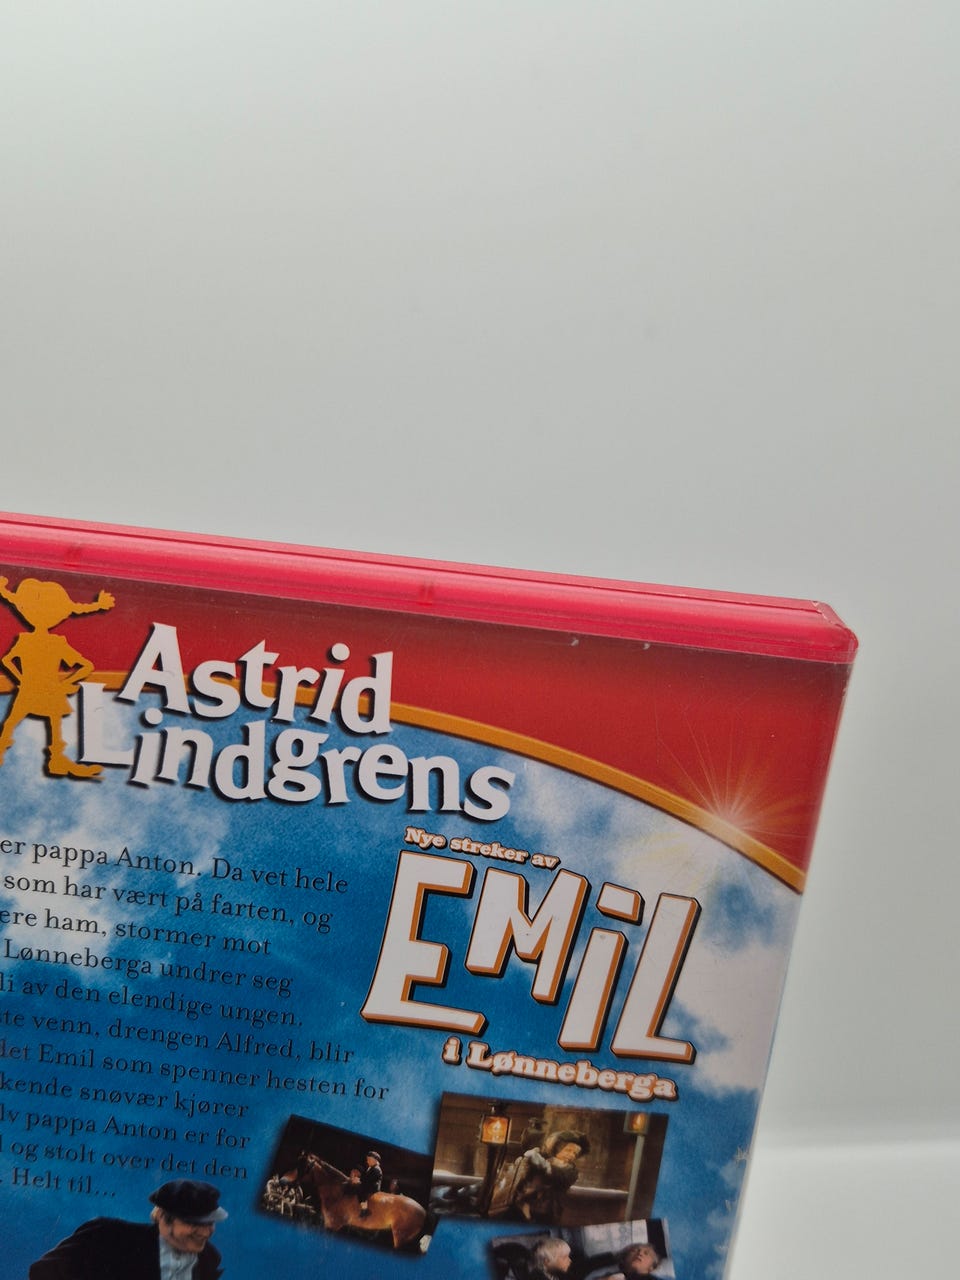 Astrid
Lindgrens
Nye streker av
EMiL
i Lønneberga
er pappa Anton. Da vet hele
som har vært på farten, og
ere ham, stormer mot
Lønneberga undrer seg
li av den elendige ungen.
ste venn, drengen Alfred, blir
det Emil som spenner hesten for
kende snøvær kjører
lv pappa Anton er for
og stolt over det den
. Helt til...